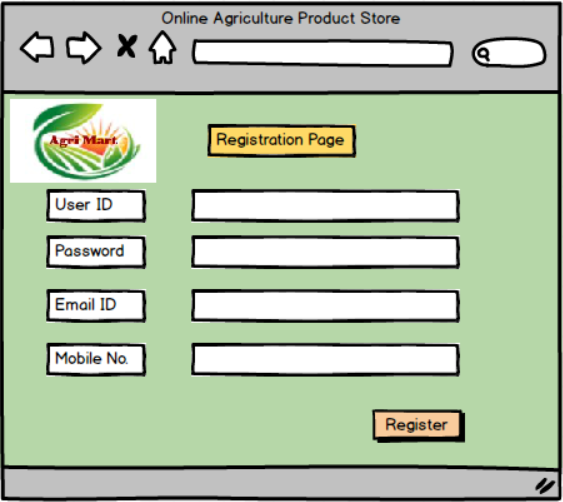 Online Agriculture Product Store
Agri Mart
Registration Page
User ID
Password
Email ID
Mobile No.
Register